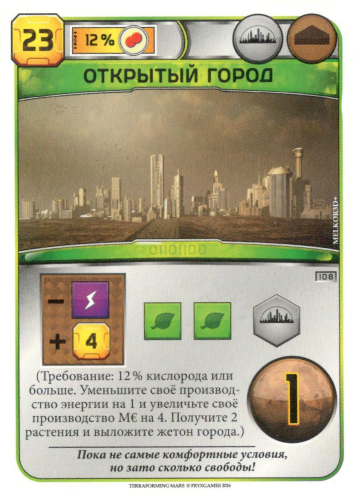 23
12 %
ОТКРЫТЫЙ ГОРОД
MELKOR3D+
108
–
+ 4
(Требование: 12 % кислорода или
больше. Уменьшите своё производ-
ство энергии на 1 и увеличьте своё
производство М€ на 4. Получите 2
растения и выложите жетон города.)
1
Пока не самые комфортные условия,
но зато сколько свободы!
TERRAFORMING MARS © FRYXGAMES 2016